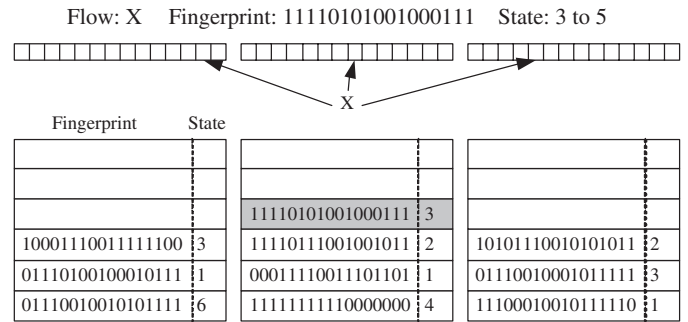 Flow: X Fingerprint: 11110101001000111 State: 3 to 5
X
Fingerprint State
11110101001000111 3
10001110011111100 3 11110111001001011 2 10101110010101011 2
01110100100010111 1 00011110011101101 1 01110010001011111 3
01110010010101111 6 11111111110000000 4 11100010010111110 1